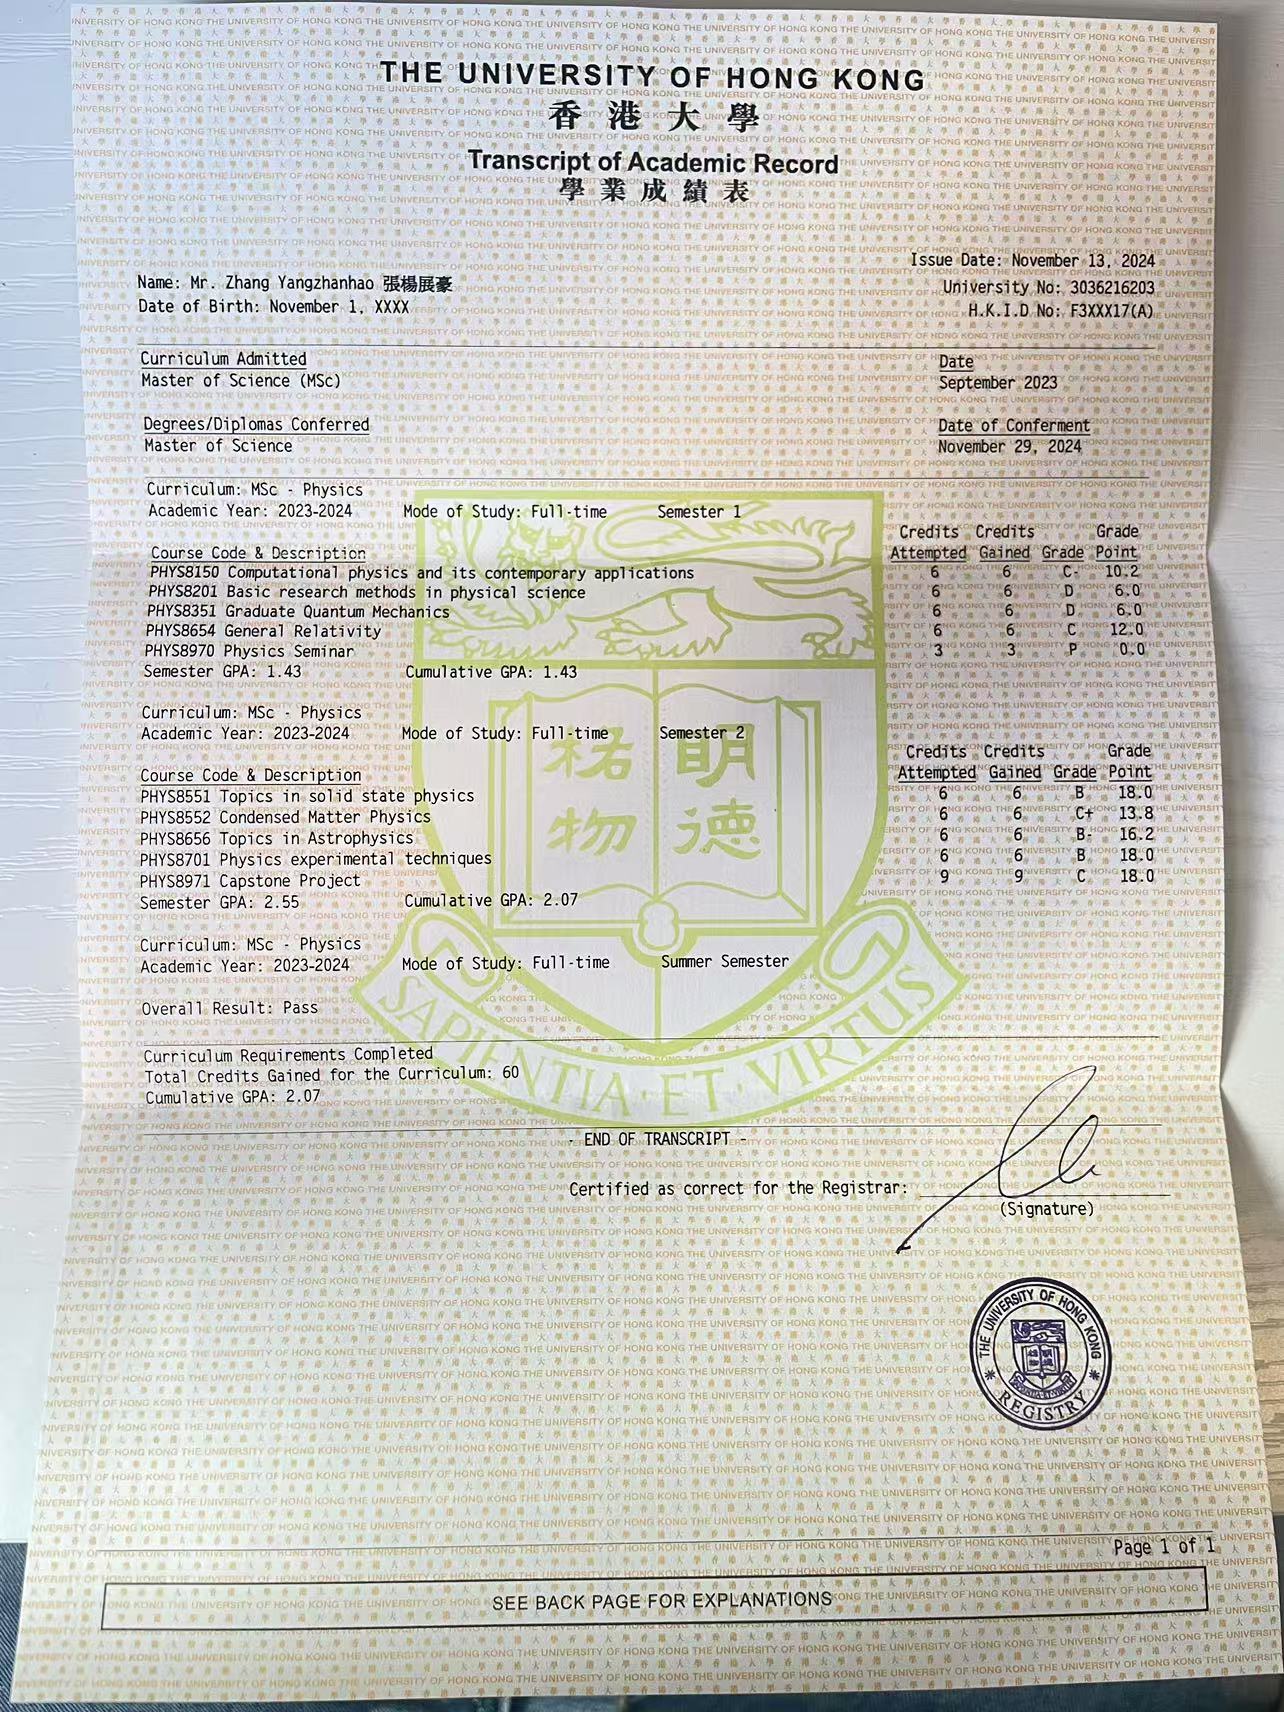 THE UNIVERSITY OF HONG KONG
香港大學
Transcript of Academic Record
學業成績表
Issue Date: November 13, 2024
Name: Mr. Zhang Yangzhanhao 張楊展豪
University No: 3036216203
Date of Birth: November 1, XXXX
H.K.I.D No: F3XXX17(A)
Curriculum Admitted Date
Master of Science (MSc) September 2023
Degrees/Diplomas Conferred Date of Conferment
Master of Science November 29, 2024
Curriculum: MSc - Physics
Academic Year: 2023-2024 Mode of Study: Full-time Semester 1
Credits Credits Grade
Course Code & Description Attempted Gained Grade Point
PHYS8150 Computational physics and its contemporary applications 6 6 C- 10.2
PHYS8201 Basic research methods in physical science 6 6 D 6.0
PHYS8351 Graduate Quantum Mechanics 6 6 D 6.0
PHYS8654 General Relativity 6 6 C 12.0
PHYS8970 Physics Seminar 3 3 P 0.0
Semester GPA: 1.43 Cumulative GPA: 1.43
Curriculum: MSc - Physics
Academic Year: 2023-2024 Mode of Study: Full-time Semester 2
Credits Credits Grade
Course Code & Description Attempted Gained Grade Point
PHYS8551 Topics in solid state physics 6 6 B 18.0
PHYS8552 Condensed Matter Physics 6 6 C+ 13.8
PHYS8656 Topics in Astrophysics 6 6 B- 16.2
PHYS8701 Physics experimental techniques 6 6 B 18.0
PHYS8971 Capstone Project 9 9 C 18.0
Semester GPA: 2.55 Cumulative GPA: 2.07
Curriculum: MSc - Physics
Academic Year: 2023-2024 Mode of Study: Full-time Summer Semester
Overall Result: Pass
Curriculum Requirements Completed
Total Credits Gained for the Curriculum: 60
Cumulative GPA: 2.07
- END OF TRANSCRIPT -
Certified as correct for the Registrar:
(Signature)
明德
物
SAPIENTIA ET VIRTUS
THE UNIVERSITY OF HONG KONG
REGISTRY
Page 1 of 1
SEE BACK PAGE FOR EXPLANATIONS